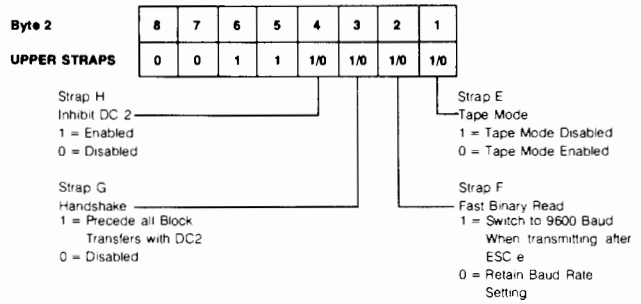 Byte 2 8 7 6 5 4 3 2 1
UPPER STRAPS 0 0 1 1 1/0 1/0 1/0 1/0
Strap H
Inhibit DC 2
1 = Enabled
0 = Disabled
Strap E
Tape Mode
1 = Tape Mode Disabled
0 = Tape Mode Enabled
Strap G
Handshake
1 = Precede all Block
Transfers with DC2
0 = Disabled
Strap F
Fast Binary Read
1 = Switch to 9600 Baud
When transmitting after
ESC e
0 = Retain Baud Rate
Setting